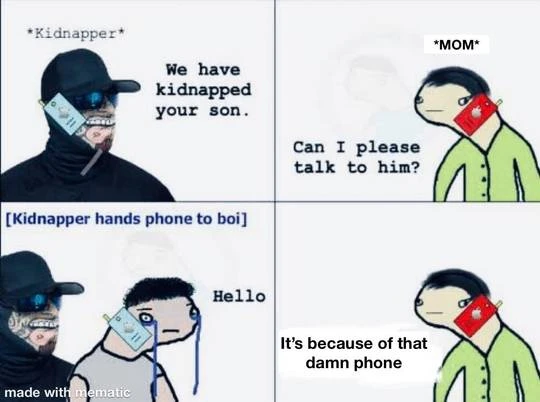 *Kidnapper*
We have
kidnapped
your son.
*MOM*
Can I please
talk to him?
[Kidnapper hands phone to boi]
Hello
It's because of that
damn phone
made with mematic